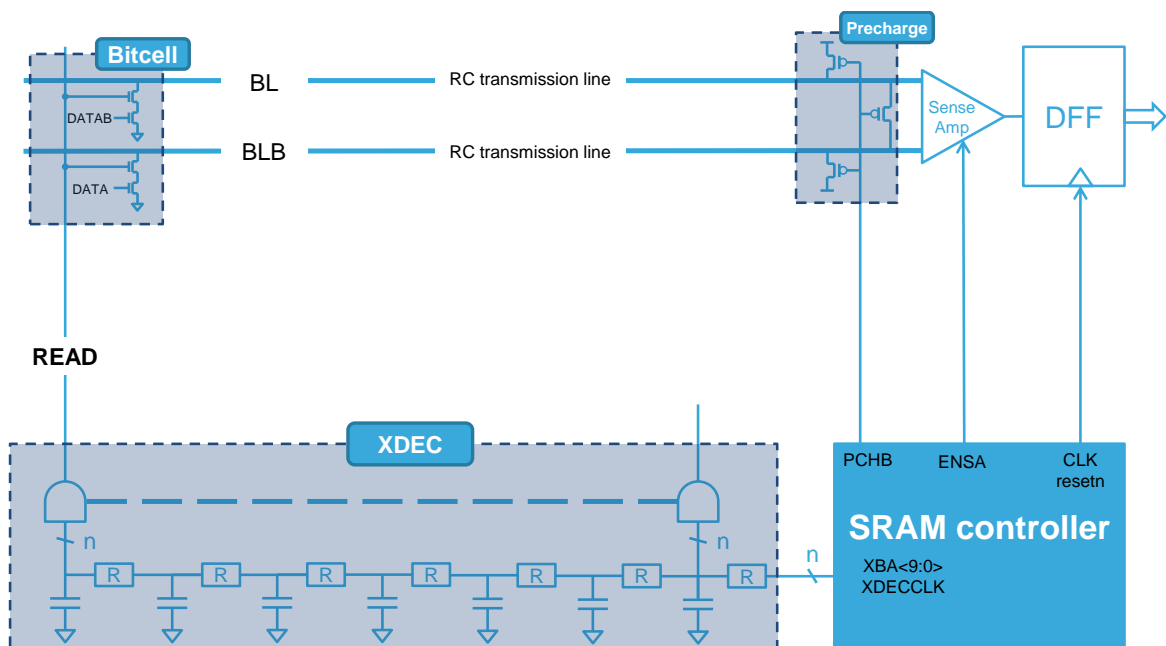 Bitcell
Precharge
BL
RC transmission line
DATAB
Sense
Amp
DFF
BLB
RC transmission line
DATA
READ
XDEC
PCHB
ENSA
CLK
resetn
SRAM controller
n
n
n
XBA<9:0>
XDECCLK
R
R
R
R
R
R
R